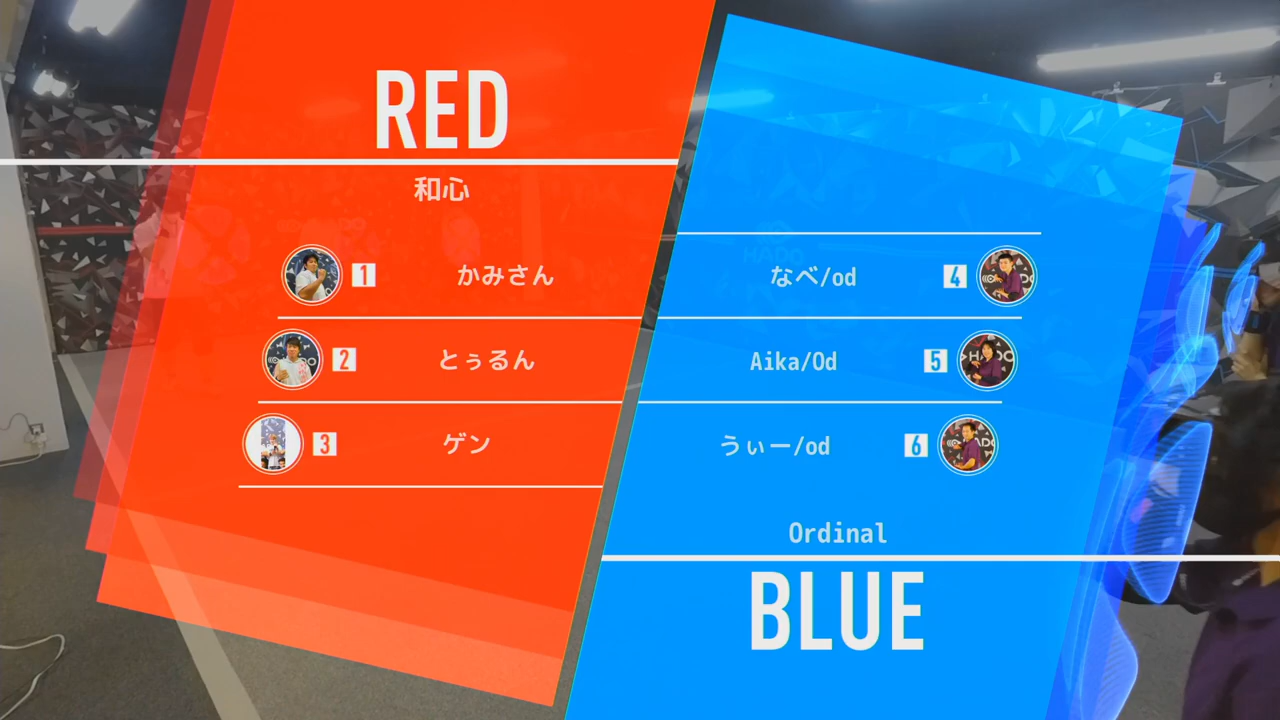 RED
和心
1 かみさん
2 とぅるん
3 ゲン
なべ/od 4
Aika/Od 5
うぃー/od 6
Ordinal
BLUE